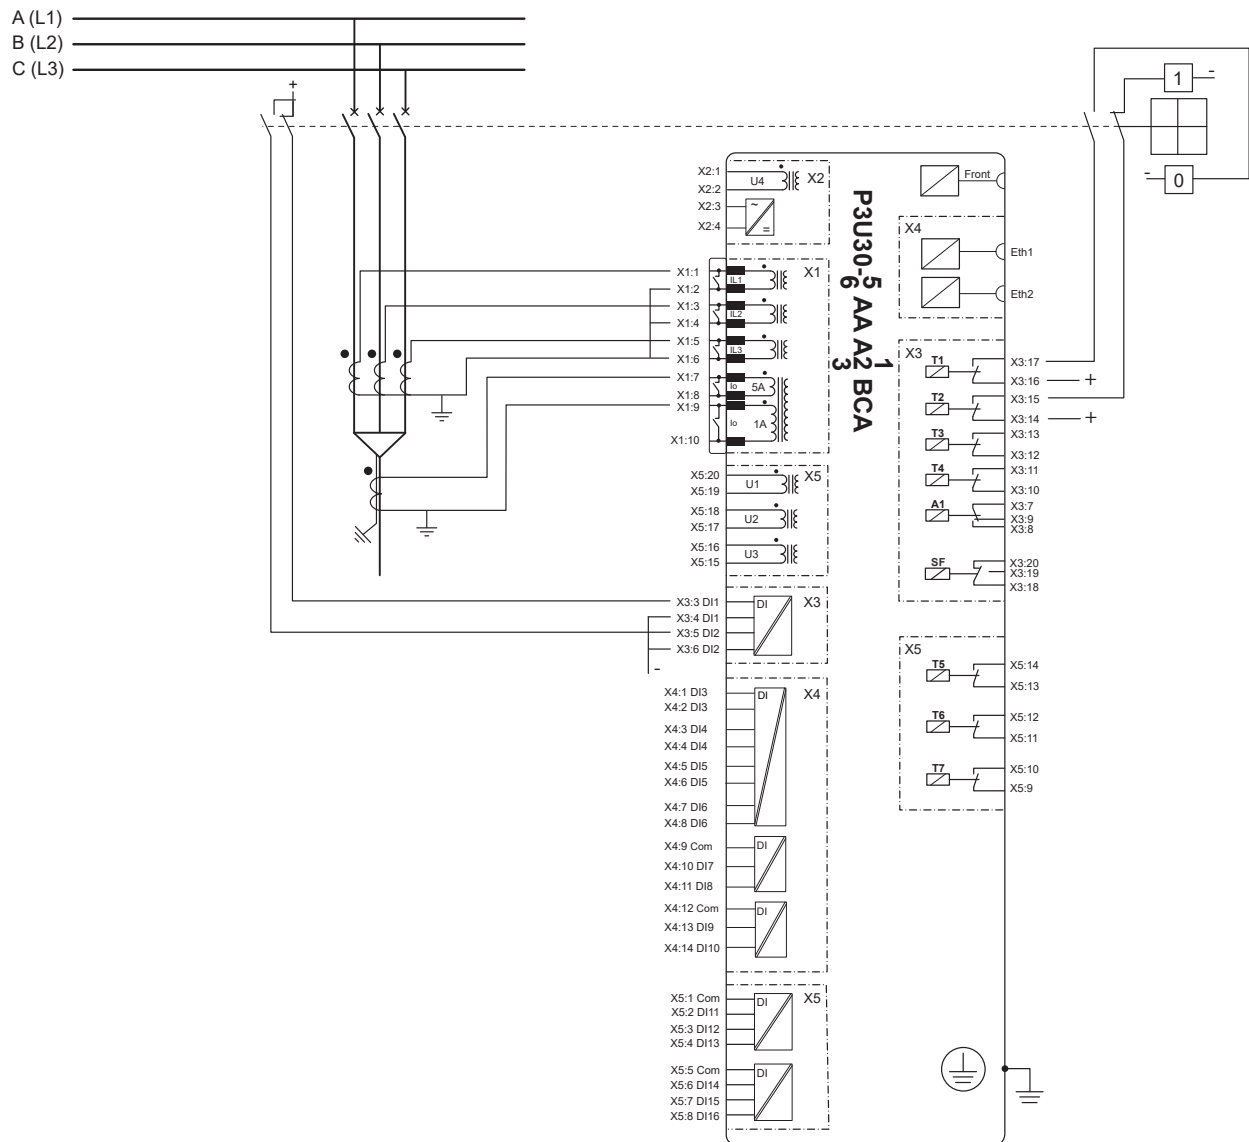 A (L1)
B (L2)
C (L3)
+
1
-
-
0
X2:1
X2:2
X2:3
X2:4
U4
X2
~
=
P3U30-5 AA A2 1 BCA
6 3
Front
X4
Eth1
Eth2
X1:1
X1:2
X1:3
X1:4
X1:5
X1:6
X1:7
X1:8
X1:9
X1:10
IL1
IL2
IL3
Io
5A
Io
1A
X1
X3
T1
X3:17
X3:16
+
T2
X3:15
X3:14
+
T3
X3:13
X3:12
T4
X3:11
X3:10
A1
X3:7
X3:9
X3:8
SF
X3:20
X3:19
X3:18
X5:20
X5:19
U1
X5
X5:18
X5:17
U2
X5:16
X5:15
U3
X3:3 DI1
X3:4 DI1
X3:5 DI2
X3:6 DI2
-
DI
X3
X5
T5
X5:14
X5:13
T6
X5:12
X5:11
T7
X5:10
X5:9
X4:1 DI3
X4:2 DI3
X4:3 DI4
X4:4 DI4
X4:5 DI5
X4:6 DI5
X4:7 DI6
X4:8 DI6
DI
X4
X4:9 Com
X4:10 DI7
X4:11 DI8
DI
X4:12 Com
X4:13 DI9
X4:14 DI10
DI
X5:1 Com
X5:2 DI11
X5:3 DI12
X5:4 DI13
DI
X5
X5:5 Com
X5:6 DI14
X5:7 DI15
X5:8 DI16
DI